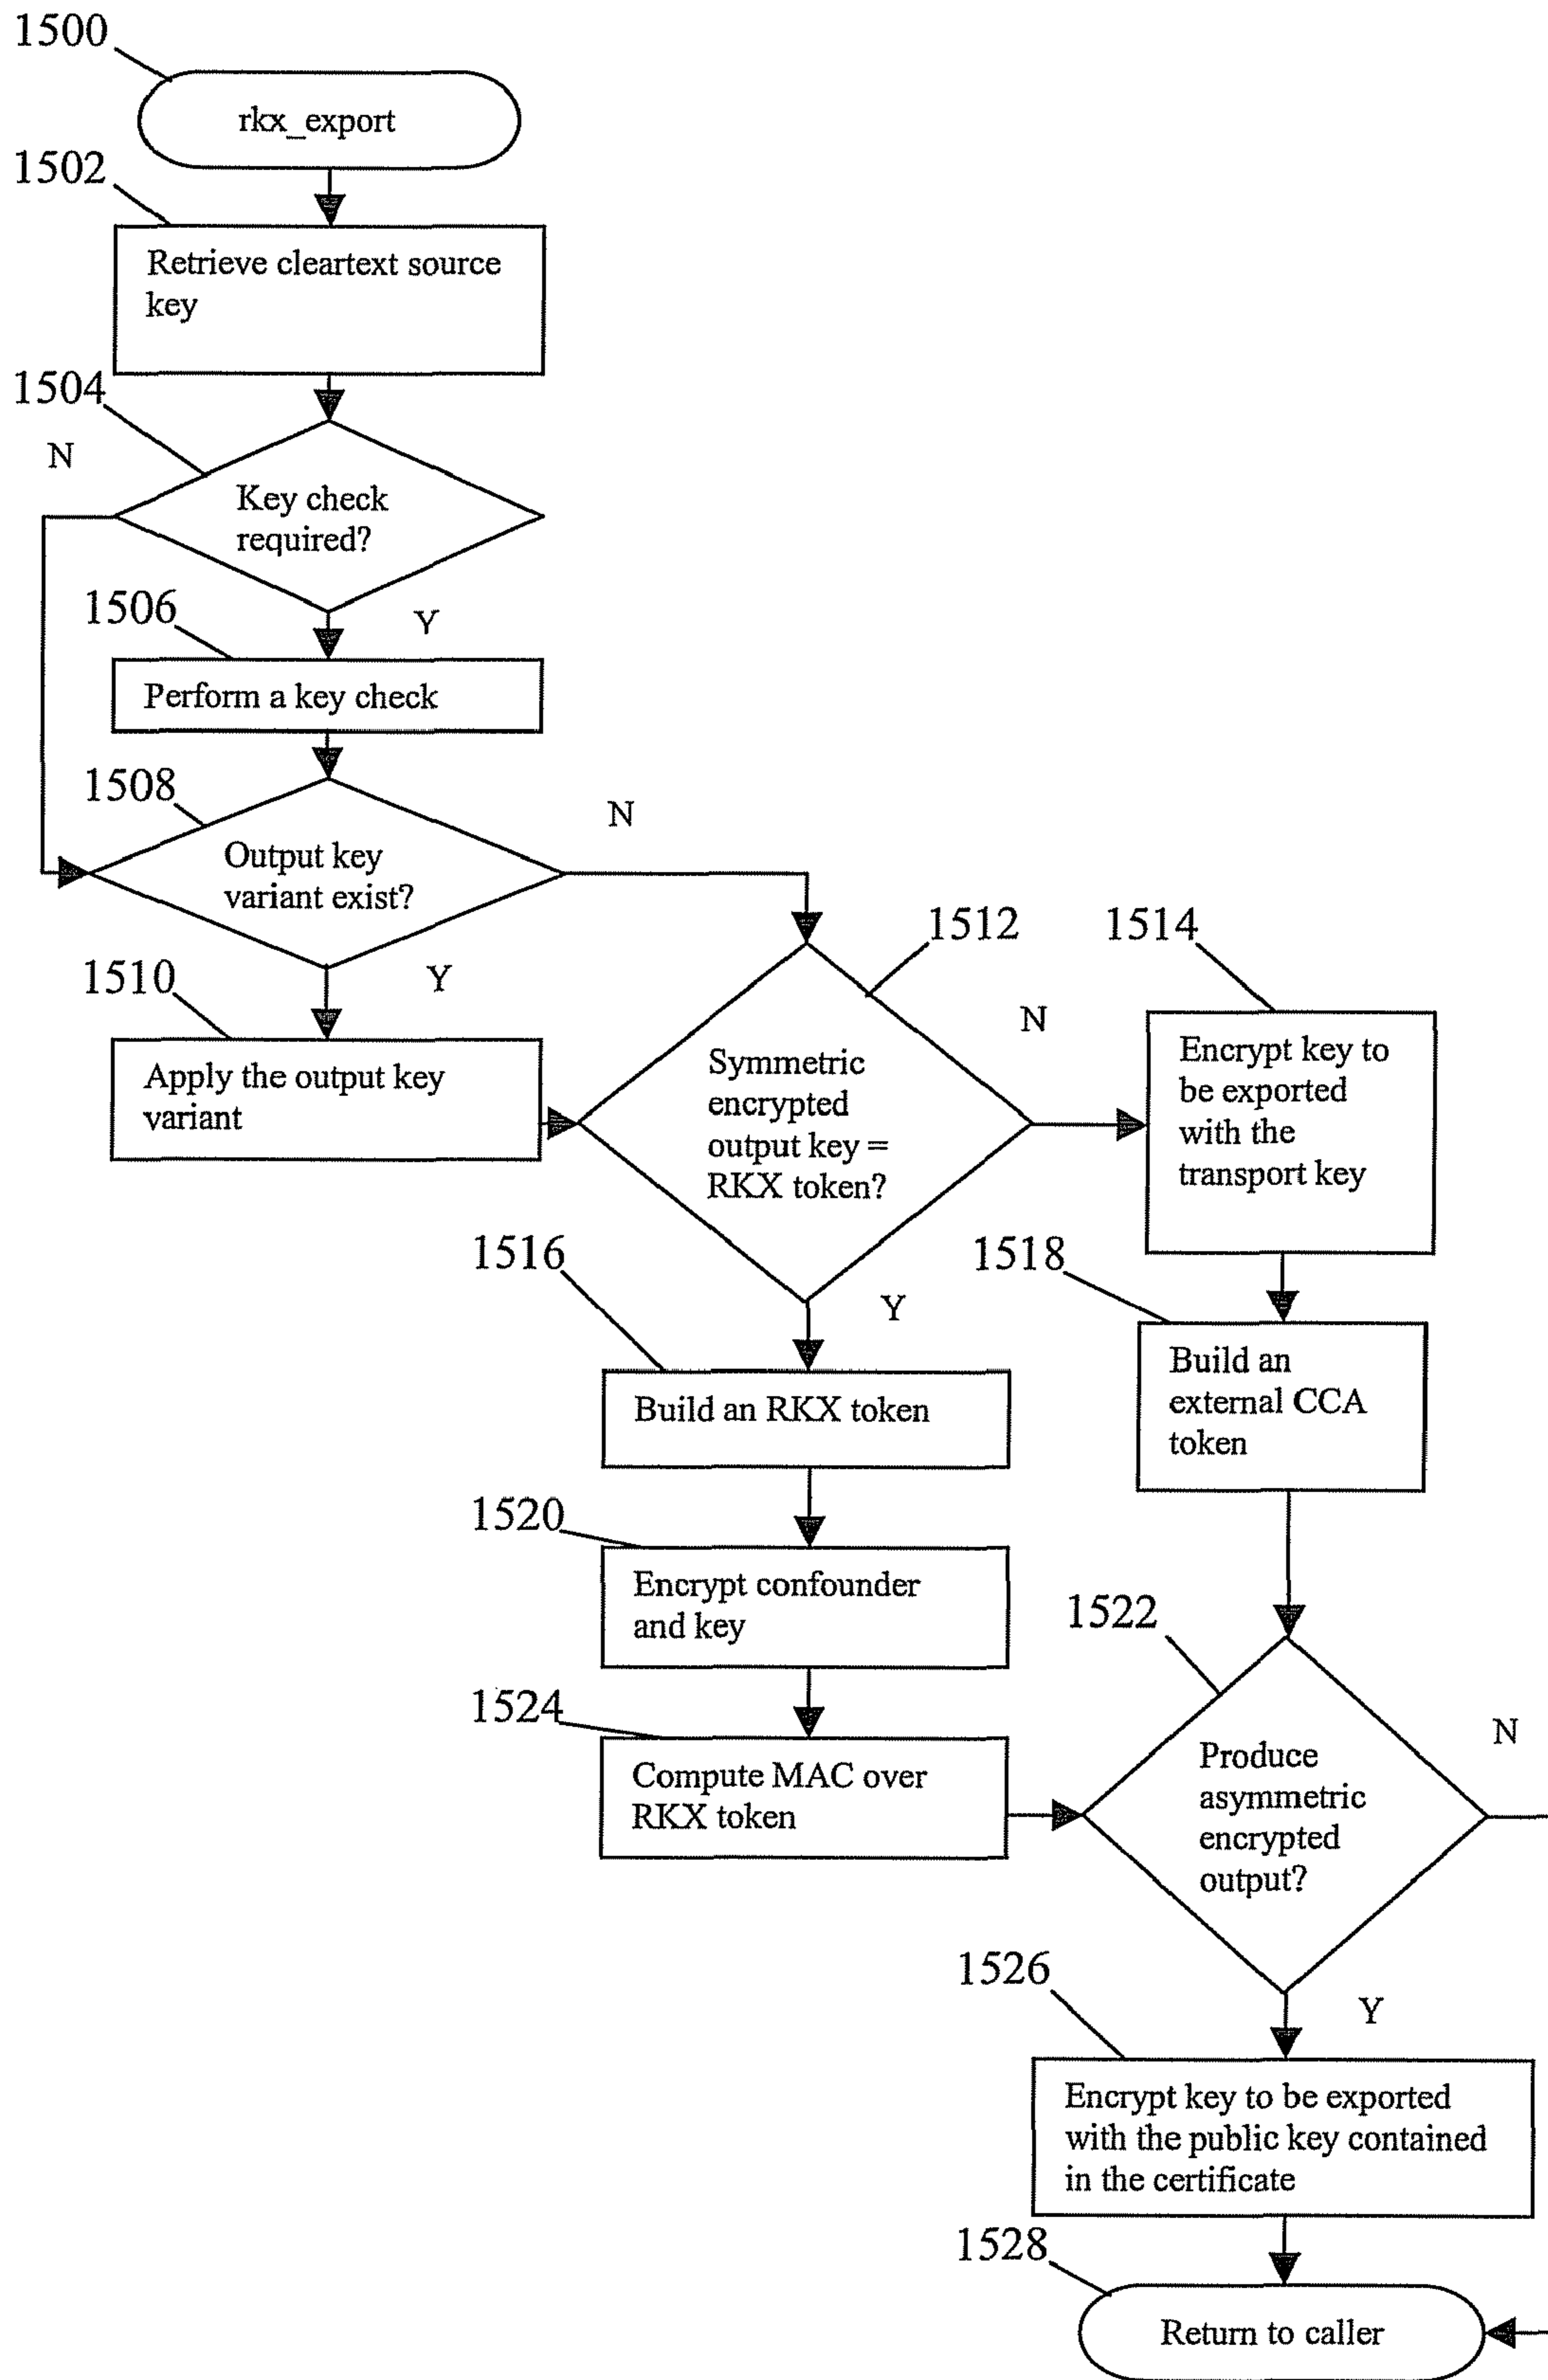 1500
rkx_export
1502
Retrieve cleartext source
key
1504
N
Key check
required?
1506
Y
Perform a key check
1508
N
Output key
variant exist?
1512
1514
1510
Y
N
Apply the output key
variant
Symmetric
encrypted
output key =
RKX token?
Encrypt key to
be exported
with the
transport key
1516
1518
Y
Build an RKX token
Build an
external CCA
token
1520
Encrypt confounder
and key
1522
1524
N
Compute MAC over
RKX token
Produce
asymmetric
encrypted
output?
1526
Y
Encrypt key to be exported
with the public key contained
in the certificate
1528
Return to caller